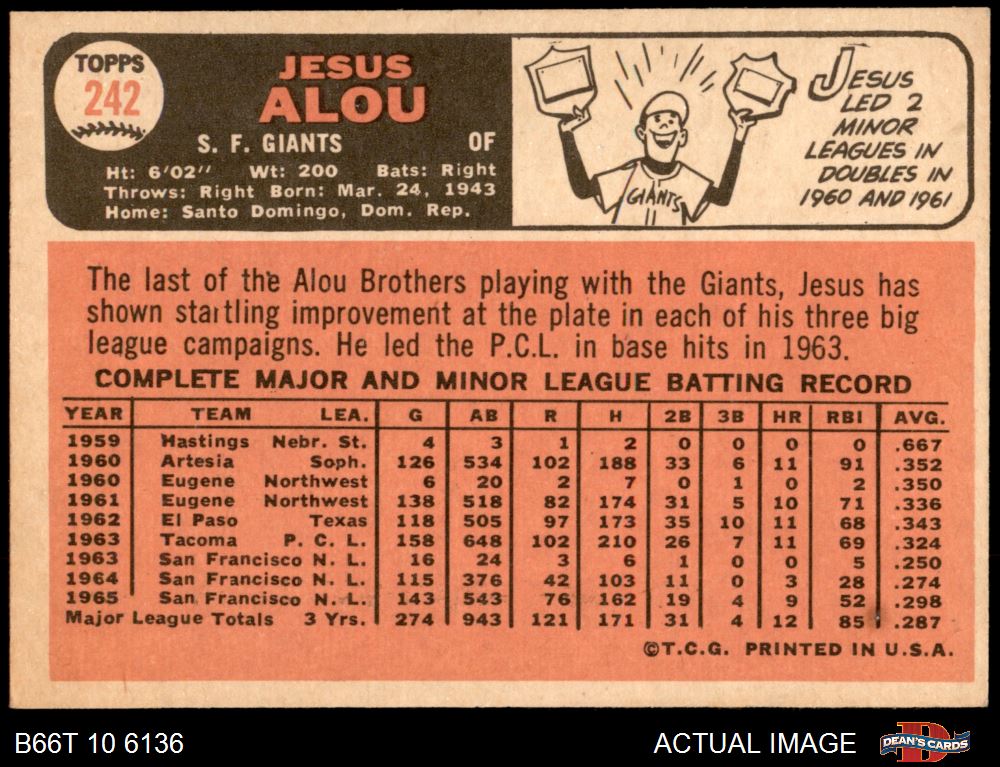 TOPPS
242
JESUS
ALOU
S. F. GIANTS OF
Ht: 6'02" Wt: 200 Bats: Right
Throws: Right Born: Mar. 24, 1943
Home: Santo Domingo, Dom. Rep.
GIANTS
JESUS
LED 2
MINOR
LEAGUES IN
DOUBLES IN
1960 AND 1961
The last of the Alou Brothers playing with the Giants, Jesus has
shown startling improvement at the plate in each of his three big
league campaigns. He led the P.C.L. in base hits in 1963.
COMPLETE MAJOR AND MINOR LEAGUE BATTING RECORD
YEAR TEAM LEA. G AB R H 2B 3B HR RBI AVG.
1959 Hastings Nebr. St. 4 3 1 2 0 0 0 0 .667
1960 Artesia Soph. 126 534 102 188 33 6 11 91 .352
1960 Eugene Northwest 6 20 2 7 0 1 0 2 .350
1961 Eugene Northwest 138 518 82 174 31 5 10 71 .336
1962 El Paso Texas 118 505 97 173 35 10 11 68 .343
1963 Tacoma P. C. L. 158 648 102 210 26 7 11 69 .324
1963 San Francisco N. L. 16 24 3 6 1 0 0 5 .250
1964 San Francisco N. L. 115 376 42 103 11 0 3 28 .274
1965 San Francisco N. L. 143 543 76 162 19 4 9 52 .298
Major League Totals 3 Yrs. 274 943 121 171 31 4 12 85 .287
©T.C.G. PRINTED IN U.S.A.
B66T 10 6136
ACTUAL IMAGE
DEAN'S CARDS